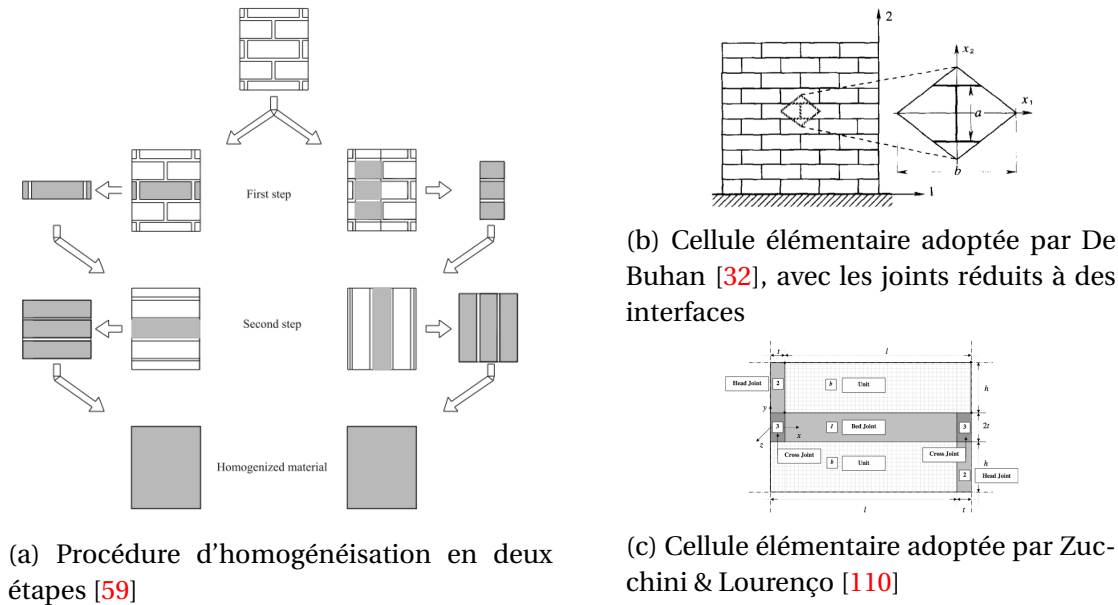 First step
Second step
Homogenized material
(a) Procédure d'homogénéisation en deux
étapes [59]
2
1
x₂
x₁
a
b
(b) Cellule élémentaire adoptée par De
Buhan [32], avec les joints réduits à des
interfaces
t
l
Head Joint
2
b
Unit
h
y
3
x
z
1
Bed Joint
3
2t
Cross Joint
Cross Joint
b
Unit
h
2
Head Joint
l
t
(c) Cellule élémentaire adoptée par Zuc-
chini & Lourenço [110]